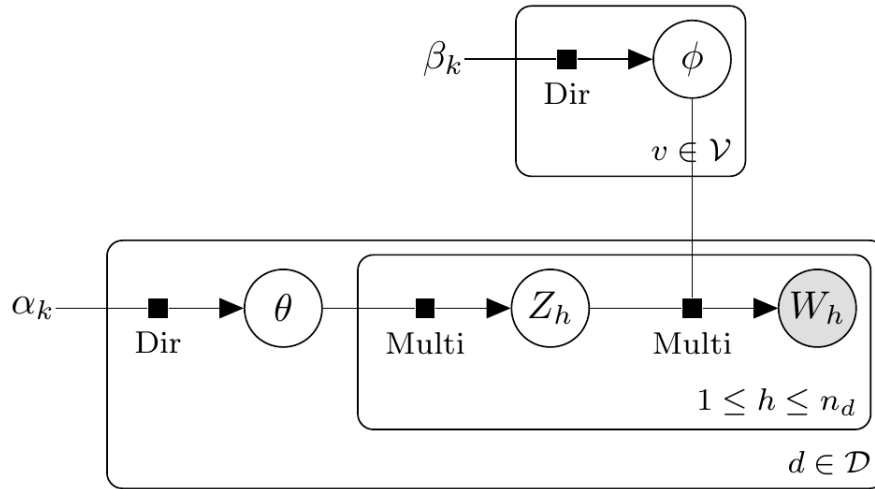 β_k Dir ϕ
v ∈ 𝒱
α_k Dir θ Multi Z_h Multi W_h
1 ≤ h ≤ n_d
d ∈ 𝒟